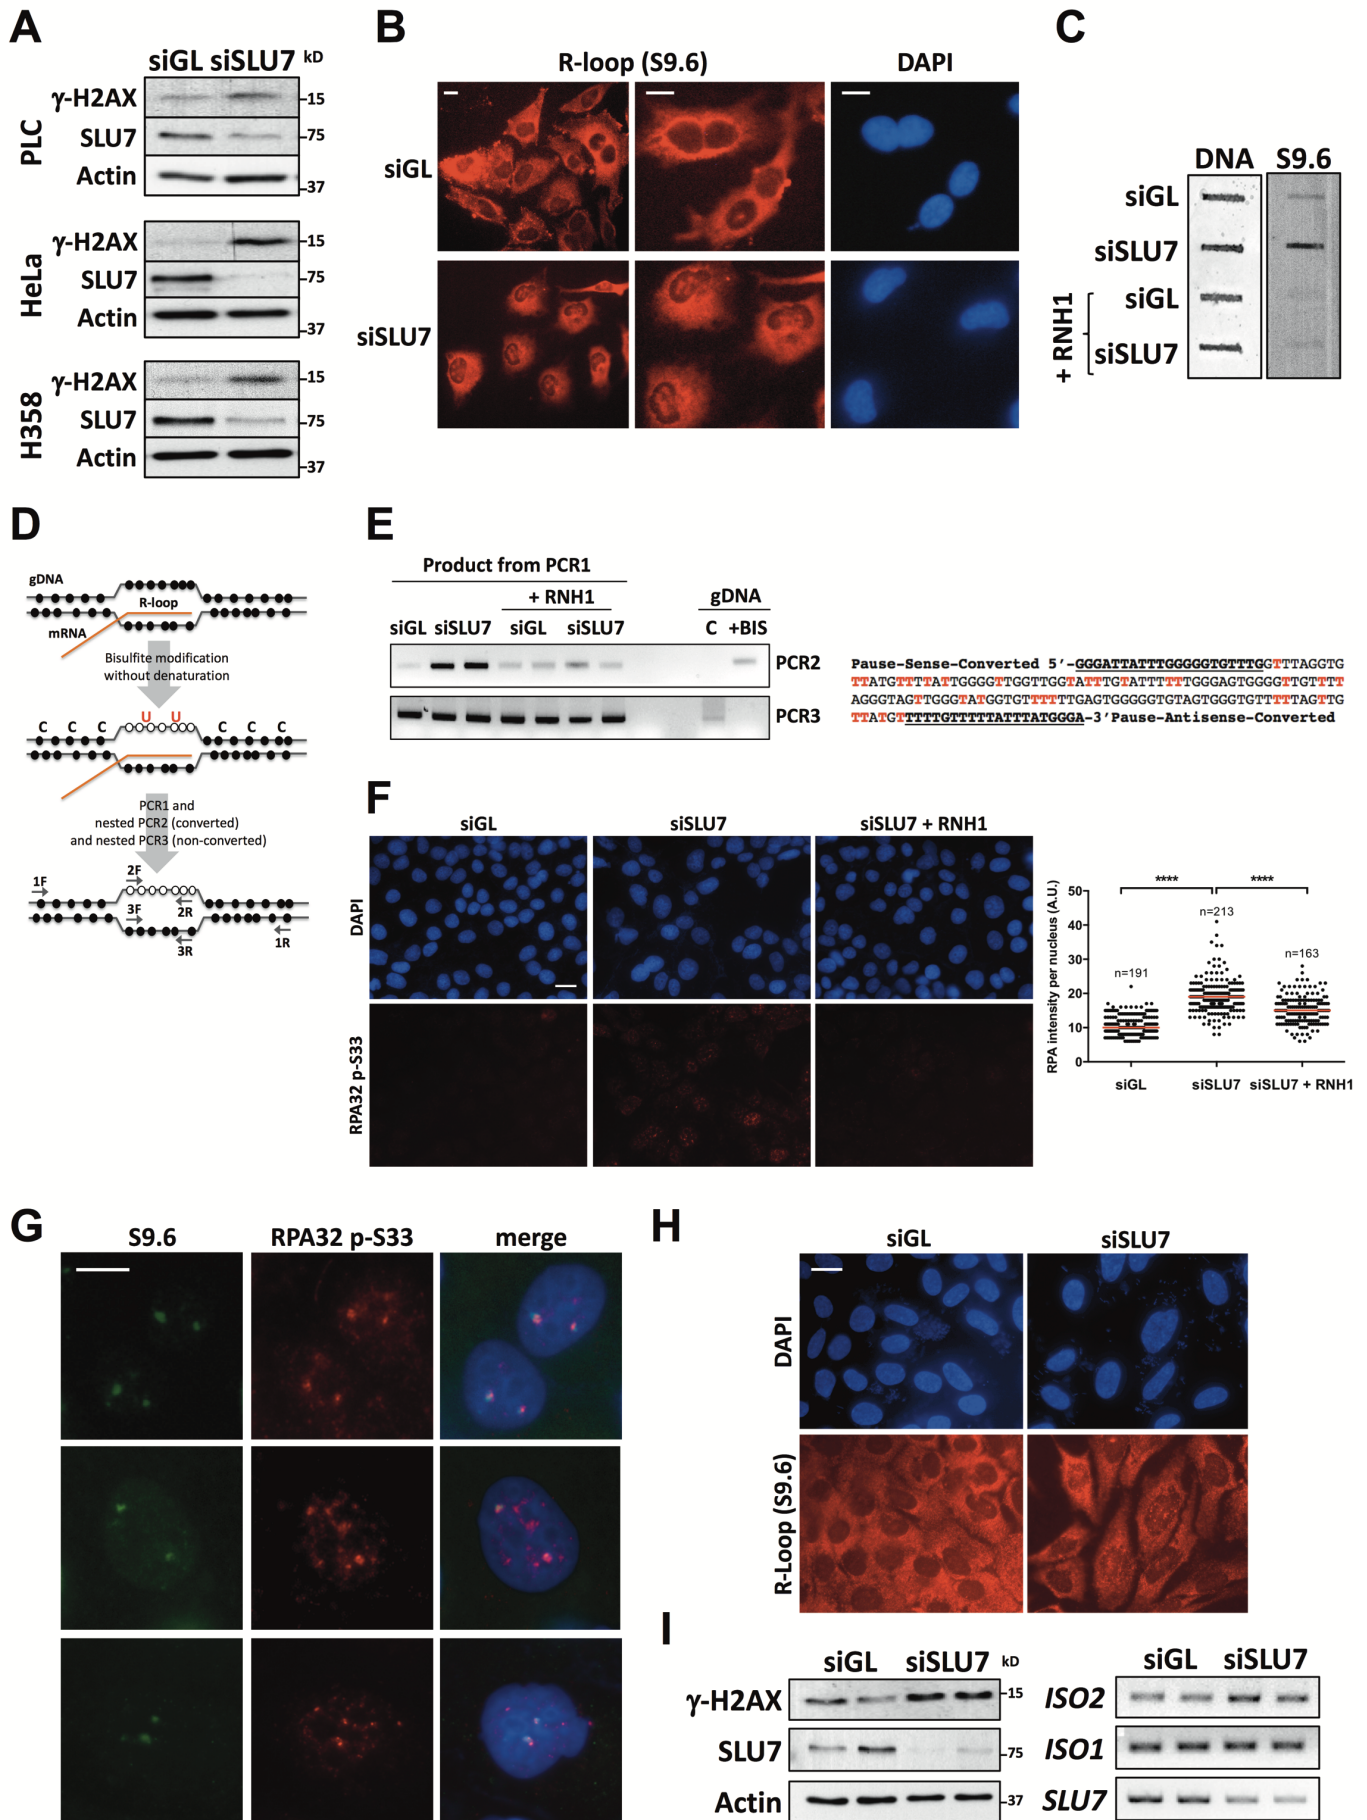 A
siGL siSLU7 kD
PLC
γ-H2AX
-15
SLU7
-75
Actin
-37
HeLa
γ-H2AX
-15
SLU7
-75
Actin
-37
H358
γ-H2AX
-15
SLU7
-75
Actin
-37
B
R-loop (S9.6)
DAPI
siGL
siSLU7
C
DNA
S9.6
siGL
siSLU7
+ RNH1
siGL
siSLU7
D
gDNA
R-loop
mRNA
Bisulfite modification
without denaturation
U U
C C C C C C
PCR1 and
nested PCR2 (converted)
and nested PCR3 (non-converted)
1F
2F
2R
3F
3R
1R
E
Product from PCR1
+ RNH1
gDNA
siGL siSLU7 siGL siSLU7 C +BIS
PCR2
PCR3
Pause-Sense-Converted 5'-GGGATTATTTGGGGGTGTTTGGTTTAGGTG
TTATGTTTTATTGGGGTTGGTTGGTATTTGTATTTTTTGGGAGTGGGGTTGTTTT
AGGGTAGTTGGGTATGGTGTTTTTTGAGTGGGGGTGTAGTGGGTGTTTTTAGTTG
TTATGTTTTTGTTTTTATTTATGGGA-3'Pause-Antisense-Converted
F
siGL
siSLU7
siSLU7 + RNH1
DAPI
RPA32 p-S33
RPA intensity per nucleus (A.U.)
50
40
30
20
10
0
**** ****
n=191
n=213
n=163
siGL
siSLU7
siSLU7 + RNH1
G
S9.6
RPA32 p-S33
merge
H
siGL
siSLU7
DAPI
R-Loop (S9.6)
I
siGL siSLU7 kD
γ-H2AX
-15
SLU7
-75
Actin
-37
siGL siSLU7
ISO2
ISO1
SLU7